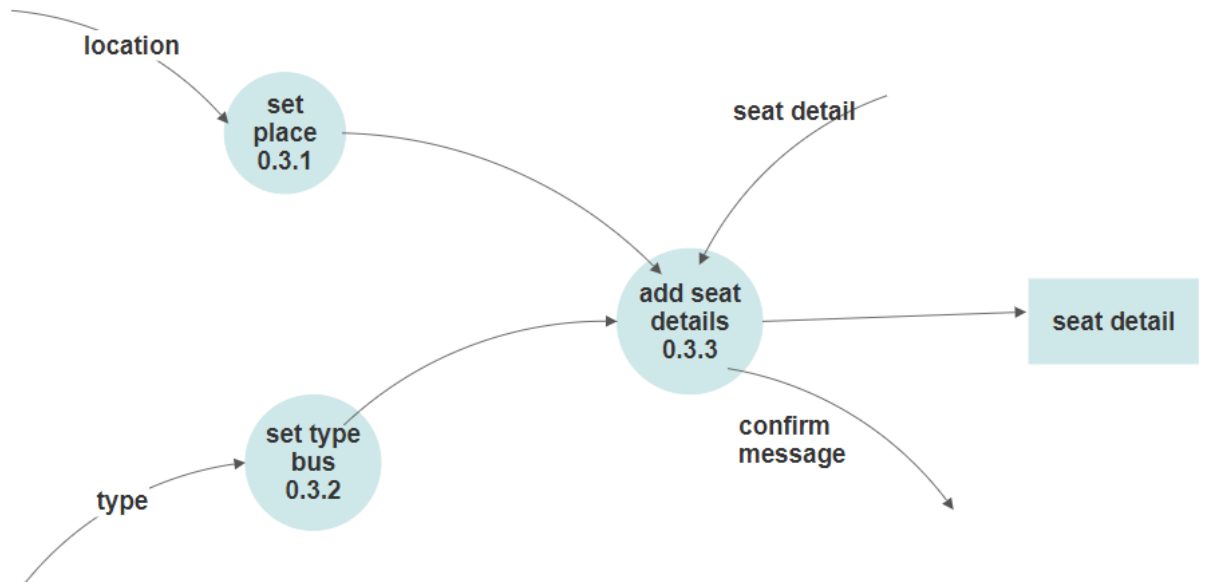 location
set
place
0.3.1
seat detail
add seat
details
0.3.3
seat detail
confirm
message
set type
bus
0.3.2
type